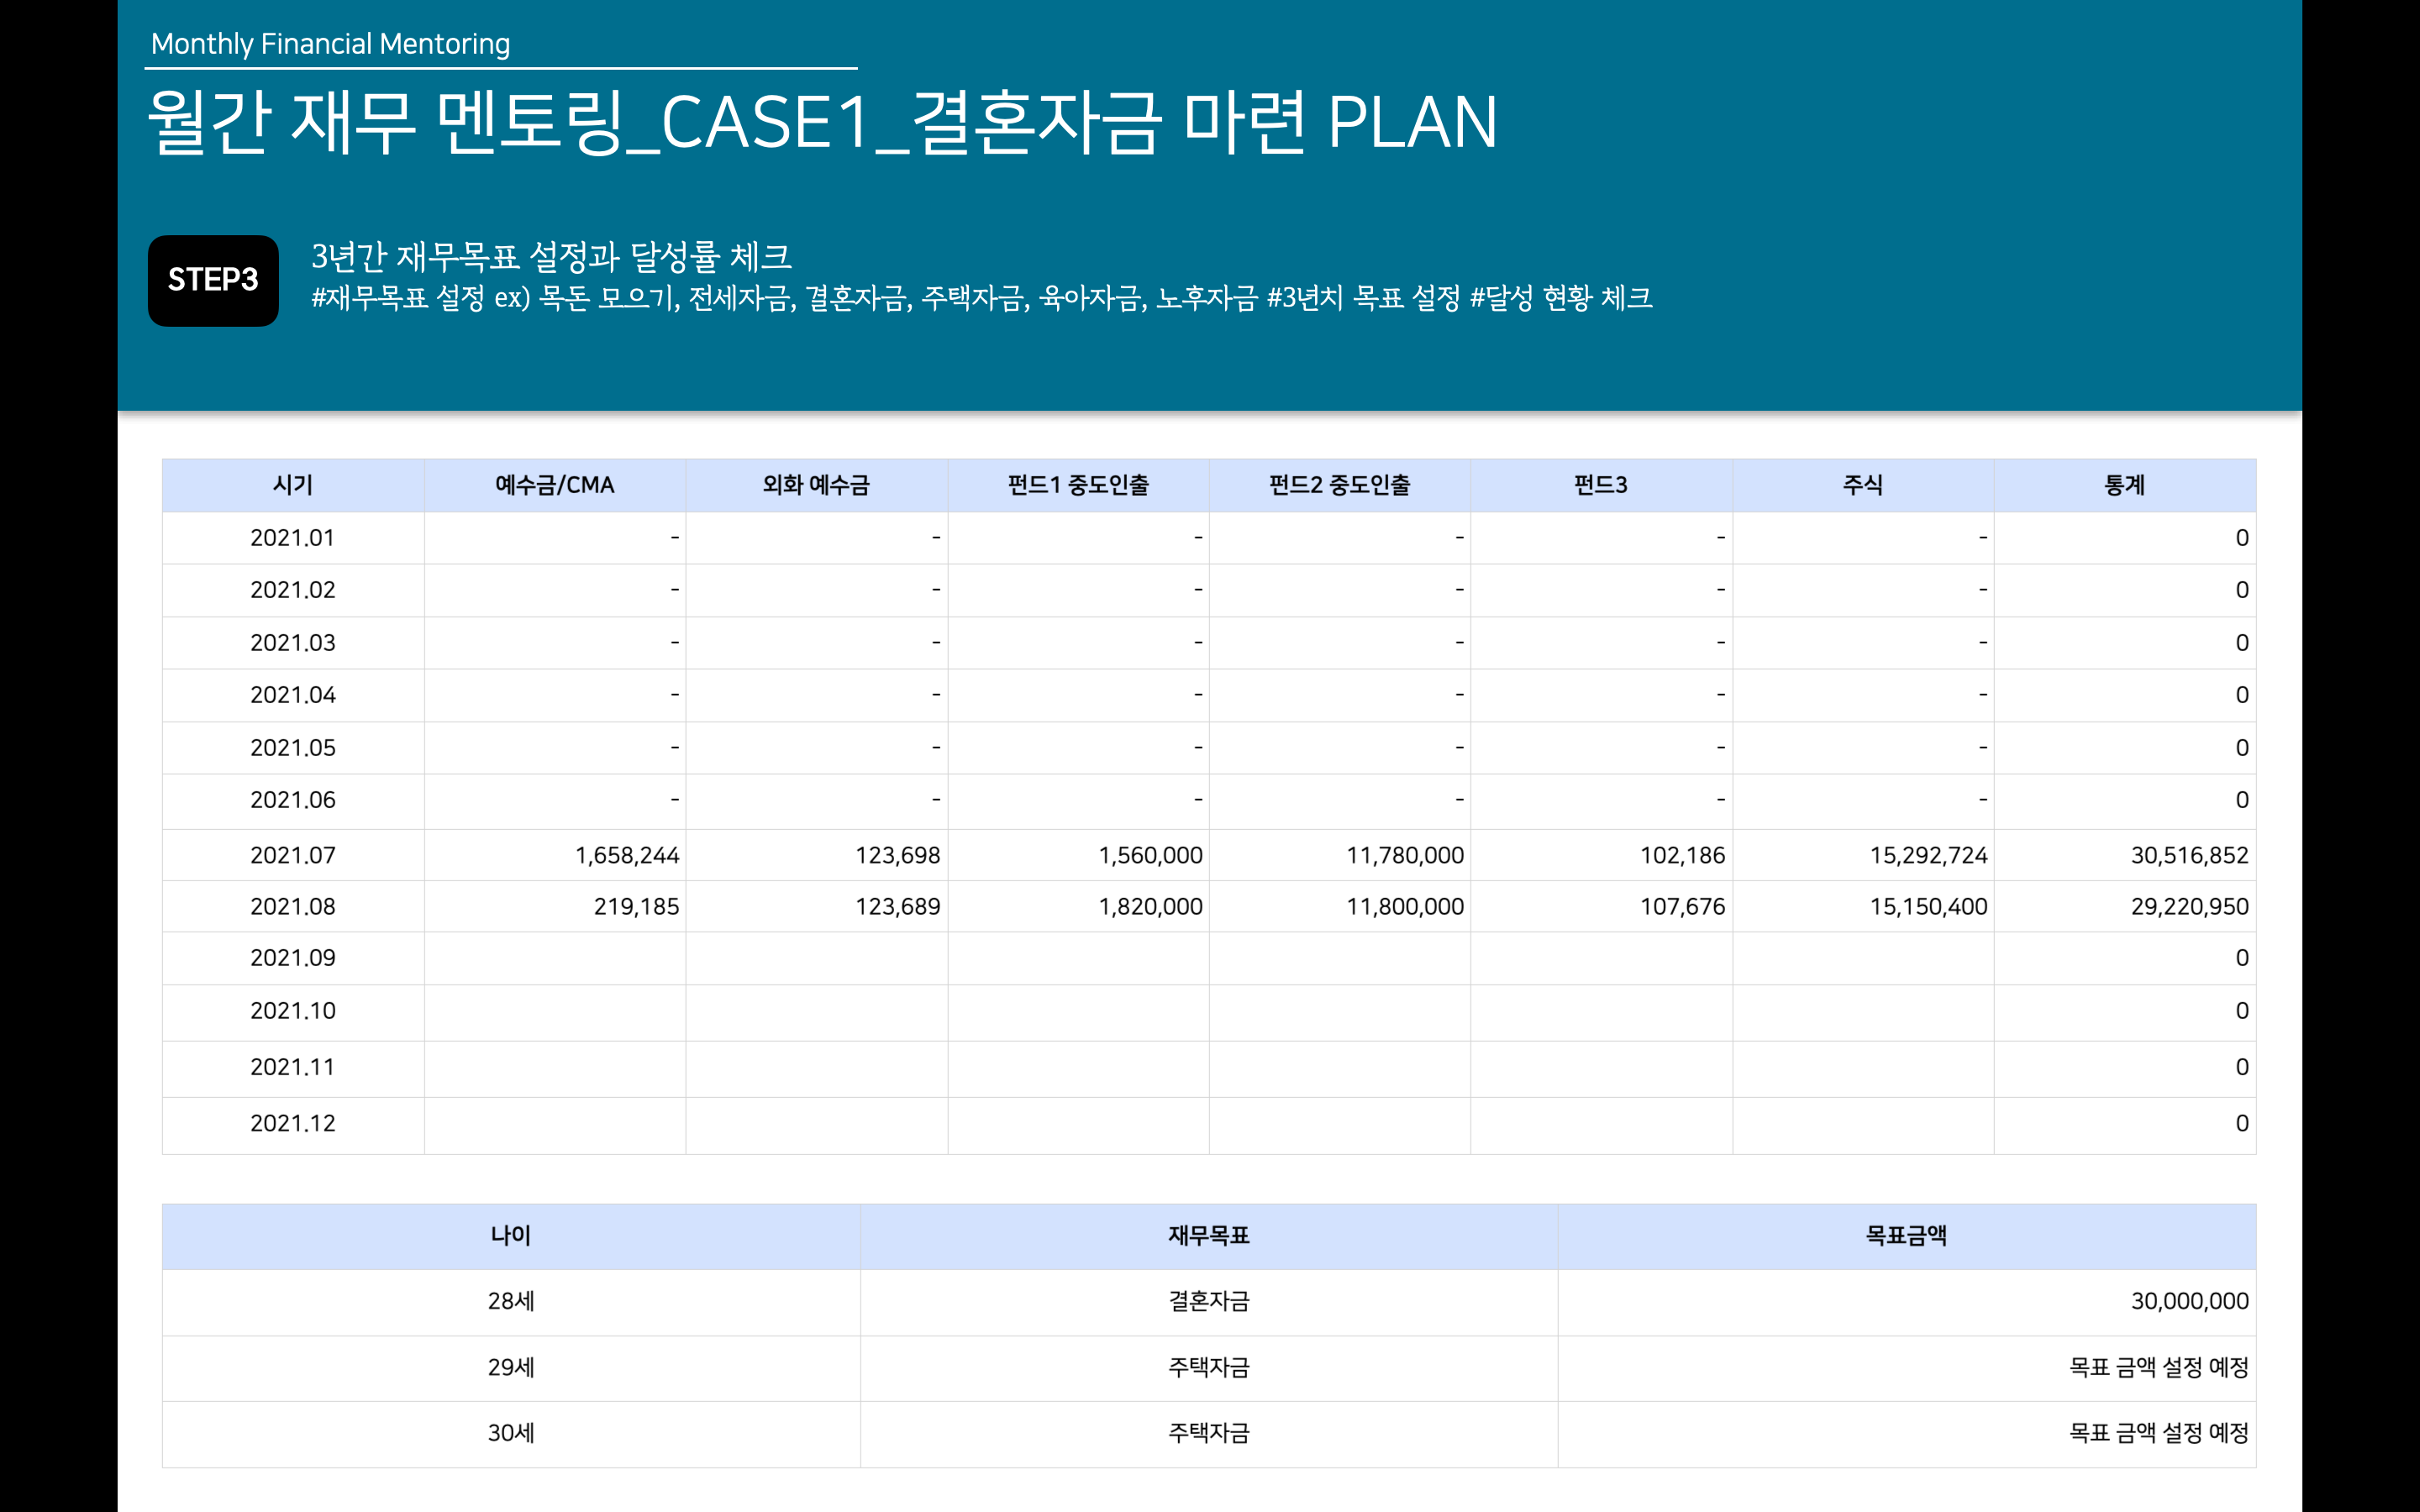 Monthly Financial Mentoring
월간 재무 멘토링_CASE1_결혼자금 마련 PLAN
STEP3
3년간 재무목표 설정과 달성률 체크
#재무목표 설정 ex) 목돈 모으기, 전세자금, 결혼자금, 주택자금, 육아자금, 노후자금 #3년치 목표 설정 #달성 현황 체크
시기 예수금/CMA 외화 예수금 펀드1 중도인출 펀드2 중도인출 펀드3 주식 통계
2021.01 - - - - - - 0
2021.02 - - - - - - 0
2021.03 - - - - - - 0
2021.04 - - - - - - 0
2021.05 - - - - - - 0
2021.06 - - - - - - 0
2021.07 1,658,244 123,698 1,560,000 11,780,000 102,186 15,292,724 30,516,852
2021.08 219,185 123,689 1,820,000 11,800,000 107,676 15,150,400 29,220,950
2021.09 0
2021.10 0
2021.11 0
2021.12 0
나이 재무목표 목표금액
28세 결혼자금 30,000,000
29세 주택자금 목표 금액 설정 예정
30세 주택자금 목표 금액 설정 예정